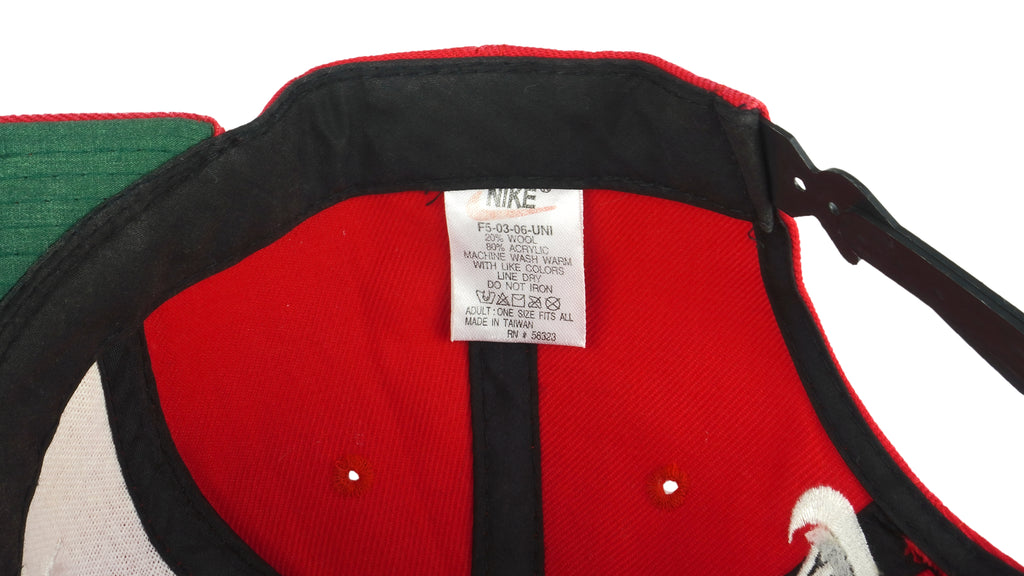 NIKE®
F5-03-06-UNI
20% WOOL
80% ACRYLIC
MACHINE WASH WARM
WITH LIKE COLORS
LINE DRY
DO NOT IRON
ADULT: ONE SIZE FITS ALL
MADE IN TAIWAN
RN # 56323